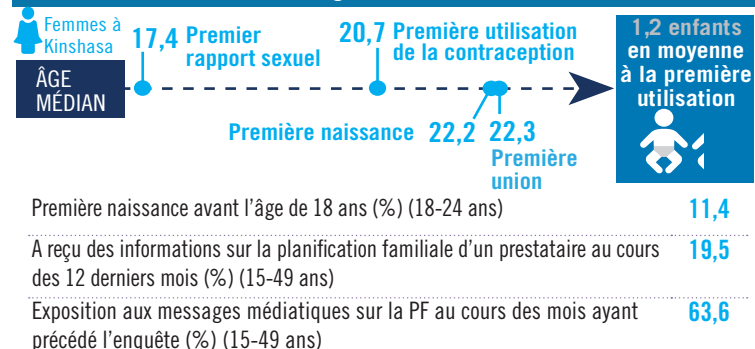 Femmes à
Kinshasa
17,4 Premier
rapport sexuel
20,7 Première utilisation
de la contraception
ÂGE
MÉDIAN
Première naissance 22,2 22,3
Première
union
1,2 enfants
en moyenne
à la première
utilisation
Première naissance avant l’âge de 18 ans (%) (18-24 ans) 11,4
A reçu des informations sur la planification familiale d’un prestataire au cours 19,5
des 12 derniers mois (%) (15-49 ans)
Exposition aux messages médiatiques sur la PF au cours des mois ayant 63,6
précédé l’enquête (%) (15-49 ans)